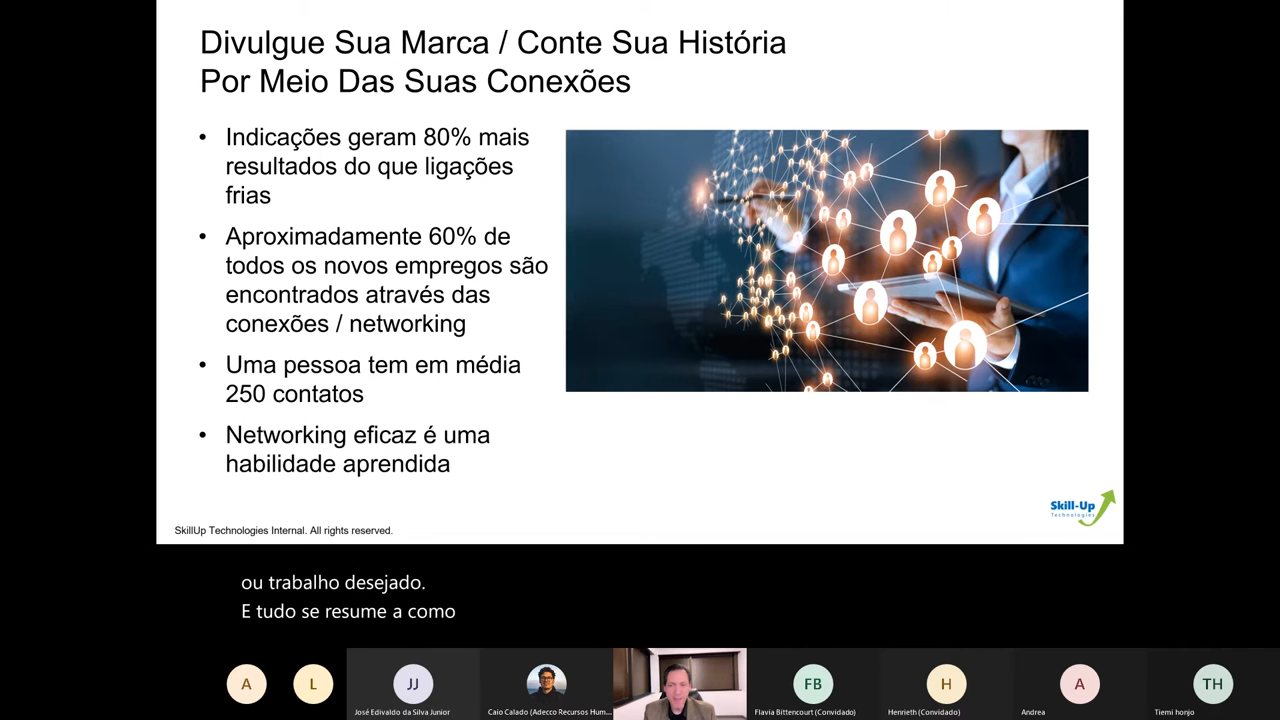 Divulgue Sua Marca / Conte Sua História
Por Meio Das Suas Conexões
• Indicações geram 80% mais
resultados do que ligações
frias
• Aproximadamente 60% de
todos os novos empregos são
encontrados através das
conexões / networking
• Uma pessoa tem em média
250 contatos
• Networking eficaz é uma
habilidade aprendida
Skill-Up
Technologies
SkillUp Technologies Internal. All rights reserved.
ou trabalho desejado.
E tudo se resume a como
A
L
JJ
FB
H
A
TH
José Edivaldo da Silva Junior
Caio Calado (Adecco Recursos Hum...
Flavia Bittencourt (Convidado)
Henrieth (Convidado)
Andrea
Tiemi honjo